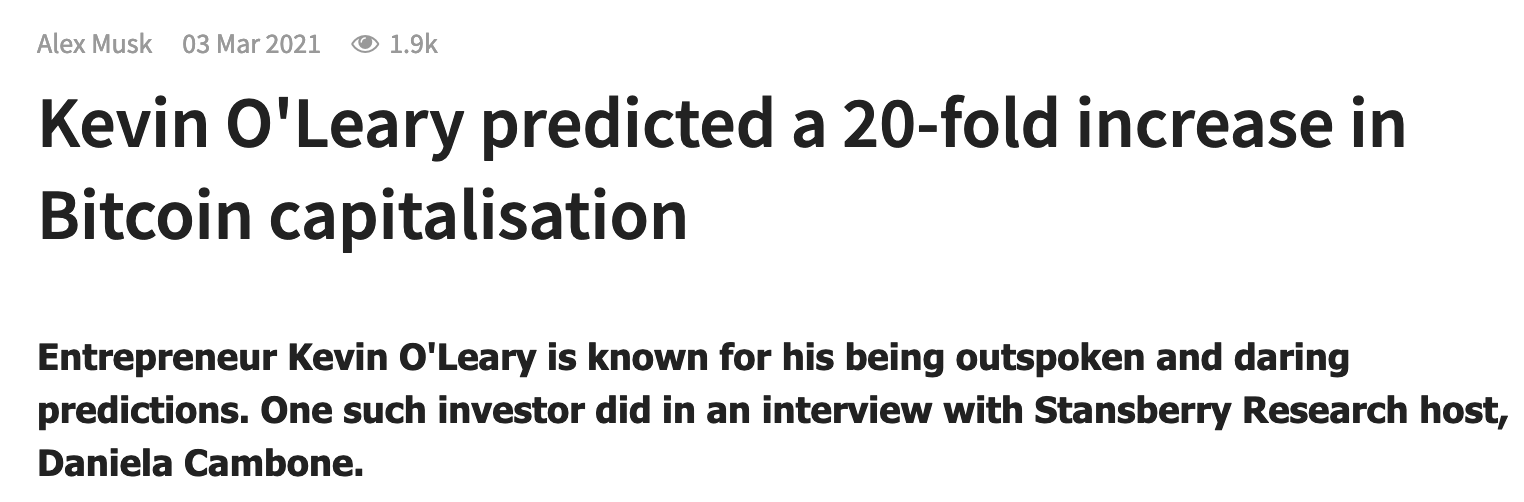 Alex Musk 03 Mar 2021 1.9k
Kevin O'Leary predicted a 20-fold increase in
Bitcoin capitalisation
Entrepreneur Kevin O'Leary is known for his being outspoken and daring
predictions. One such investor did in an interview with Stansberry Research host,
Daniela Cambone.